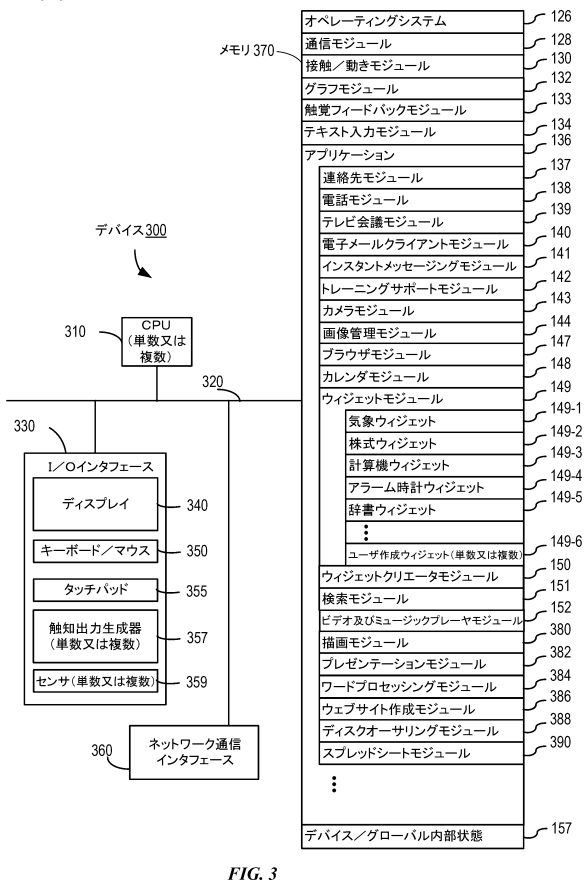 オペレーティングシステム 126
通信モジュール 128
メモリ 370
接触／動きモジュール 130
グラフモジュール 132
触覚フィードバックモジュール 133
テキスト入力モジュール 134
アプリケーション 136
連絡先モジュール 137
電話モジュール 138
テレビ会議モジュール 139
電子メールクライアントモジュール 140
インスタントメッセージングモジュール 141
トレーニングサポートモジュール 142
カメラモジュール 143
画像管理モジュール 144
ブラウザモジュール 147
カレンダモジュール 148
ウィジェットモジュール 149
気象ウィジェット 149-1
株式ウィジェット 149-2
計算機ウィジェット 149-3
アラーム時計ウィジェット 149-4
辞書ウィジェット 149-5
ユーザ作成ウィジェット(単数又は複数) 149-6
ウィジェットクリエータモジュール 150
検索モジュール 151
ビデオ及びミュージックプレーヤモジュール 152
描画モジュール 380
プレゼンテーションモジュール 382
ワードプロセッシングモジュール 384
ウェブサイト作成モジュール 386
ディスクオーサリングモジュール 388
スプレッドシートモジュール 390
デバイス／グローバル内部状態 157
デバイス 300
310
CPU
(単数又は
複数)
320
330
I／Oインタフェース
ディスプレイ 340
キーボード／マウス 350
タッチパッド 355
触知出力生成器
(単数又は複数) 357
センサ(単数又は複数) 359
360
ネットワーク通信
インタフェース
FIG. 3